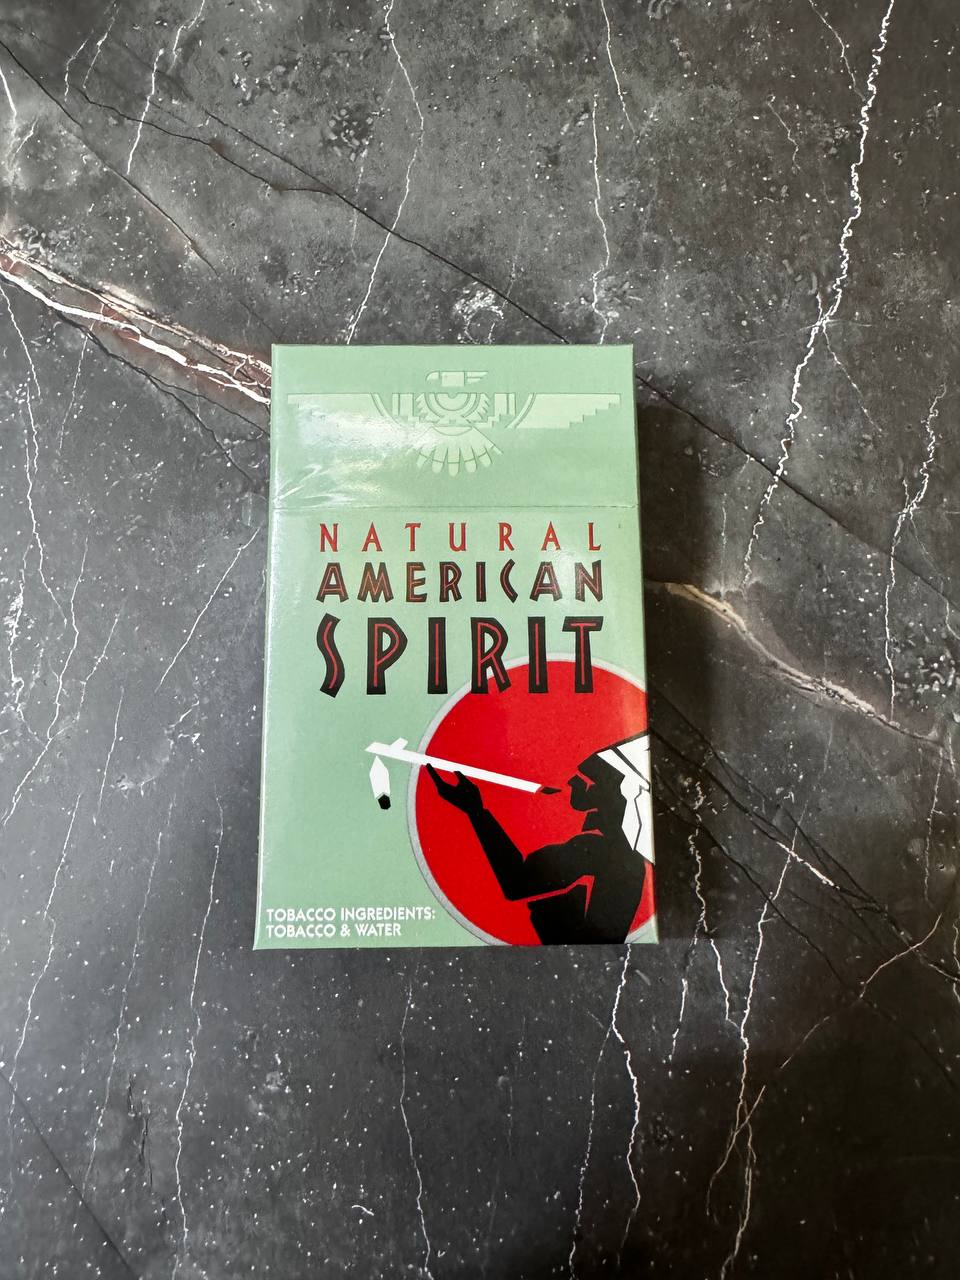 NATURAL
AMERICAN
SPIRIT
TOBACCO INGREDIENTS:
TOBACCO & WATER